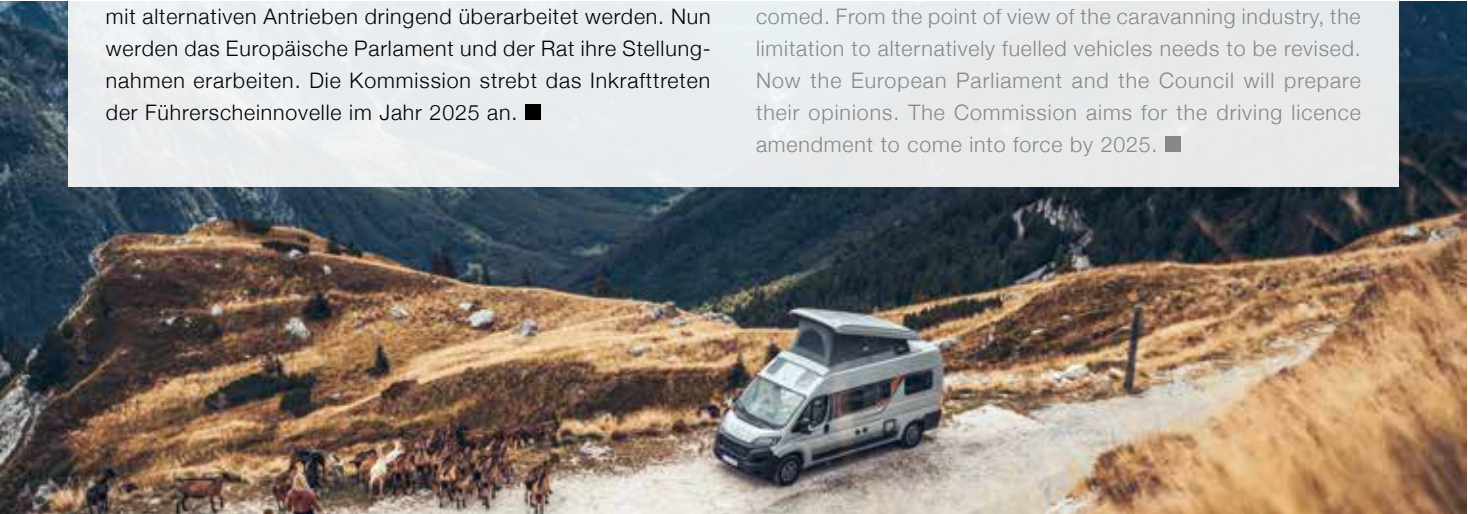 mit alternativen Antrieben dringend überarbeitet werden. Nun
werden das Europäische Parlament und der Rat ihre Stellung-
nahmen erarbeiten. Die Kommission strebt das Inkrafttreten
der Führerscheinnovelle im Jahr 2025 an. ■
comed. From the point of view of the caravanning industry, the
limitation to alternatively fuelled vehicles needs to be revised.
Now the European Parliament and the Council will prepare
their opinions. The Commission aims for the driving licence
amendment to come into force by 2025. ■